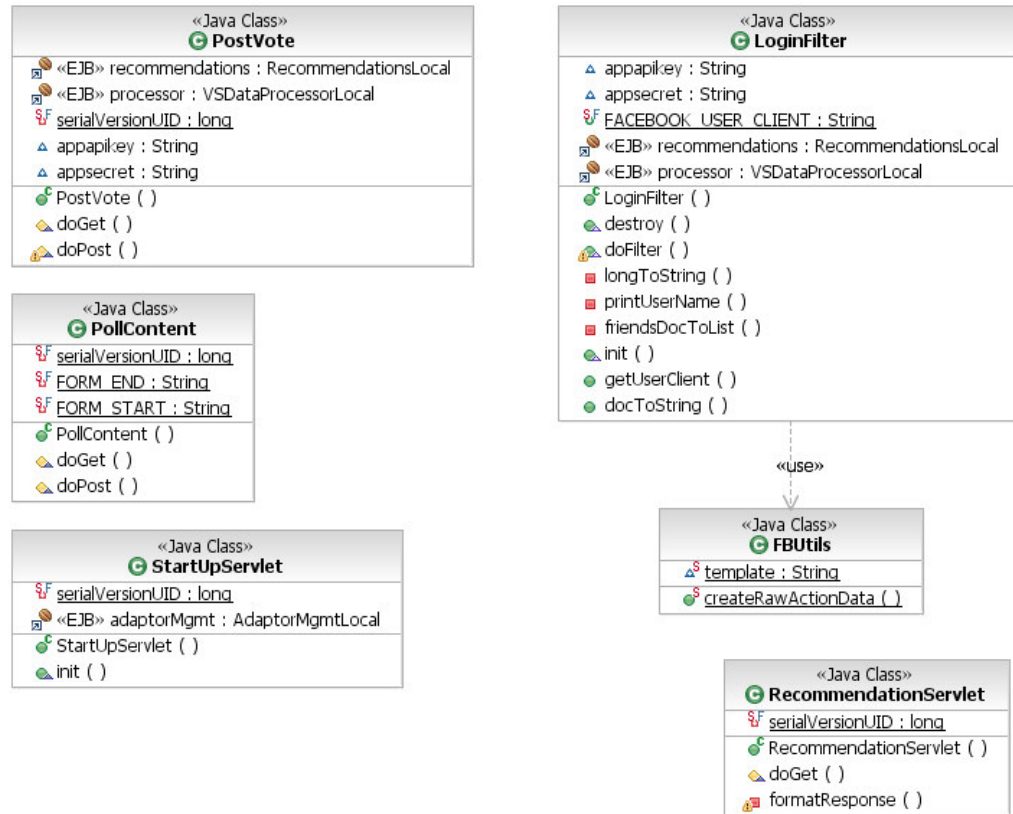 «Java Class»
PostVote
«EJB» recommendations : RecommendationsLocal
«EJB» processor : VSDataProcessorLocal
serialVersionUID : long
appapikey : String
appsecret : String
PostVote ( )
doGet ( )
doPost ( )
«Java Class»
PollContent
serialVersionUID : long
FORM_END : String
FORM_START : String
PollContent ( )
doGet ( )
doPost ( )
«Java Class»
StartUpServlet
serialVersionUID : long
«EJB» adaptorMgmt : AdaptorMgmtLocal
StartUpServlet ( )
init ( )
«Java Class»
LoginFilter
appapikey : String
appsecret : String
FACEBOOK_USER_CLIENT : String
«EJB» recommendations : RecommendationsLocal
«EJB» processor : VSDataProcessorLocal
LoginFilter ( )
destroy ( )
doFilter ( )
longToString ( )
printUserName ( )
friendsDocToList ( )
init ( )
getUserClient ( )
docToString ( )
«use»
«Java Class»
FBUtils
template : String
createRawActionData ( )
«Java Class»
RecommendationServlet
serialVersionUID : long
RecommendationServlet ( )
doGet ( )
formatResponse ( )